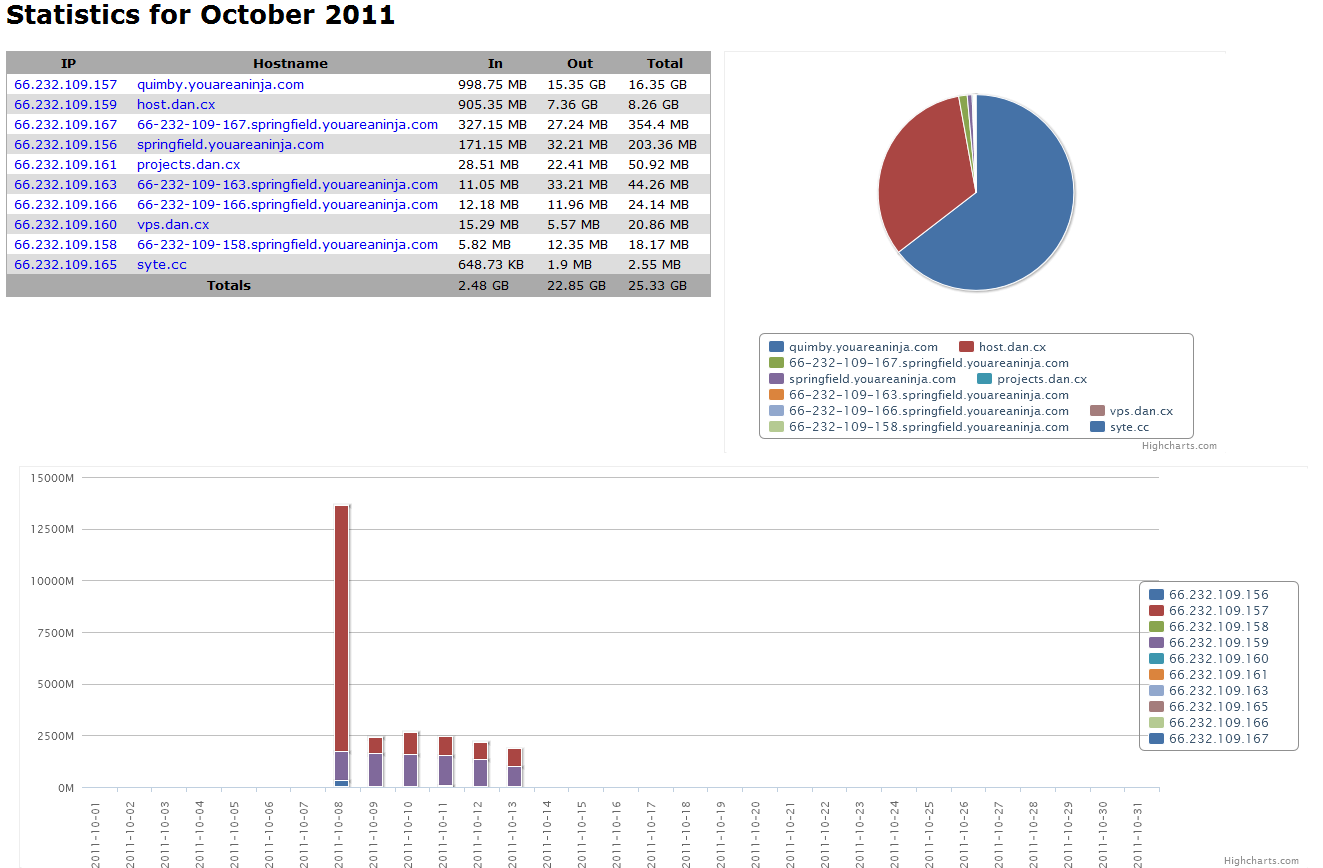 Statistics for October 2011
IP Hostname In Out Total
66.232.109.157 quimby.youareaninja.com 998.75 MB 15.35 GB 16.35 GB
66.232.109.159 host.dan.cx 905.35 MB 7.36 GB 8.26 GB
66.232.109.167 66-232-109-167.springfield.youareaninja.com 327.15 MB 27.24 MB 354.4 MB
66.232.109.156 springfield.youareaninja.com 171.15 MB 32.21 MB 203.36 MB
66.232.109.161 projects.dan.cx 28.51 MB 22.41 MB 50.92 MB
66.232.109.163 66-232-109-163.springfield.youareaninja.com 11.05 MB 33.21 MB 44.26 MB
66.232.109.166 66-232-109-166.springfield.youareaninja.com 12.18 MB 11.96 MB 24.14 MB
66.232.109.160 vps.dan.cx 15.29 MB 5.57 MB 20.86 MB
66.232.109.158 66-232-109-158.springfield.youareaninja.com 5.82 MB 12.35 MB 18.17 MB
66.232.109.165 syte.cc 648.73 KB 1.9 MB 2.55 MB
Totals 2.48 GB 22.85 GB 25.33 GB
quimby.youareaninja.com host.dan.cx
66-232-109-167.springfield.youareaninja.com
springfield.youareaninja.com projects.dan.cx
66-232-109-163.springfield.youareaninja.com
66-232-109-166.springfield.youareaninja.com vps.dan.cx
66-232-109-158.springfield.youareaninja.com syte.cc
Highcharts.com
15000M
12500M
10000M
7500M
5000M
2500M
0M
2011-10-01
2011-10-02
2011-10-03
2011-10-04
2011-10-05
2011-10-06
2011-10-07
2011-10-08
2011-10-09
2011-10-10
2011-10-11
2011-10-12
2011-10-13
2011-10-14
2011-10-15
2011-10-16
2011-10-17
2011-10-18
2011-10-19
2011-10-20
2011-10-21
2011-10-22
2011-10-23
2011-10-24
2011-10-25
2011-10-26
2011-10-27
2011-10-28
2011-10-29
2011-10-30
2011-10-31
66.232.109.156
66.232.109.157
66.232.109.158
66.232.109.159
66.232.109.160
66.232.109.161
66.232.109.163
66.232.109.165
66.232.109.166
66.232.109.167
Highcharts.com